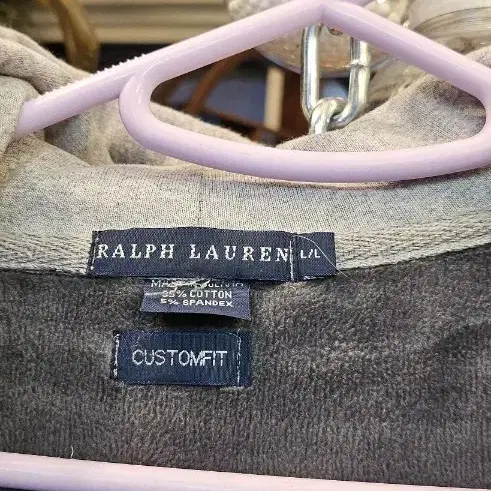 RALPH LAUREN
L/L
95% COTTON
5% SPANDEX
CUSTOMFIT